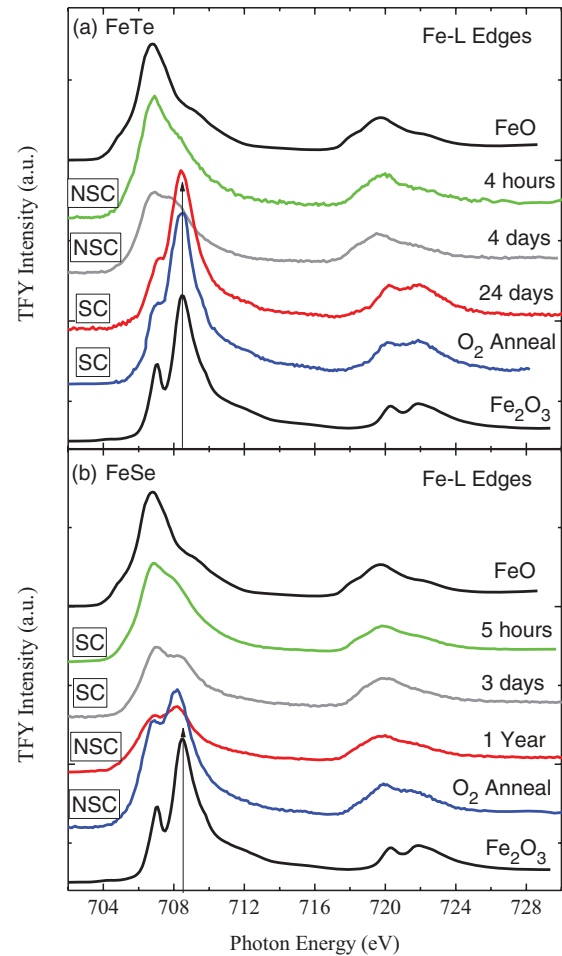 (a) FeTe
Fe-L Edges
FeO
NSC
4 hours
NSC
4 days
SC
24 days
SC
O₂ Anneal
Fe₂O₃
TFY Intensity (a.u.)
(b) FeSe
Fe-L Edges
FeO
SC
5 hours
SC
3 days
NSC
1 Year
NSC
O₂ Anneal
Fe₂O₃
TFY Intensity (a.u.)
704 708 712 716 720 724 728
Photon Energy (eV)